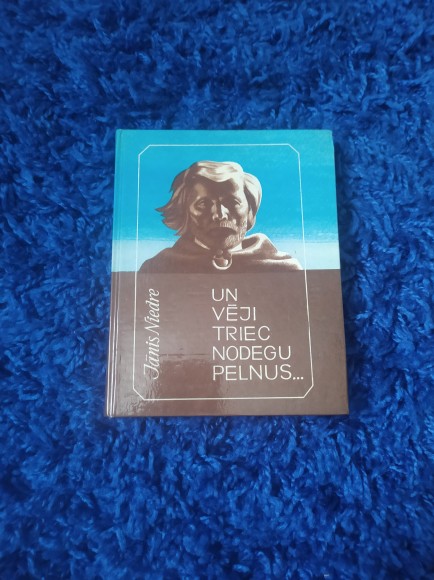 Jānis Niedre
UN
VĒJI
TRIEC
NODEGU
PELNUS...